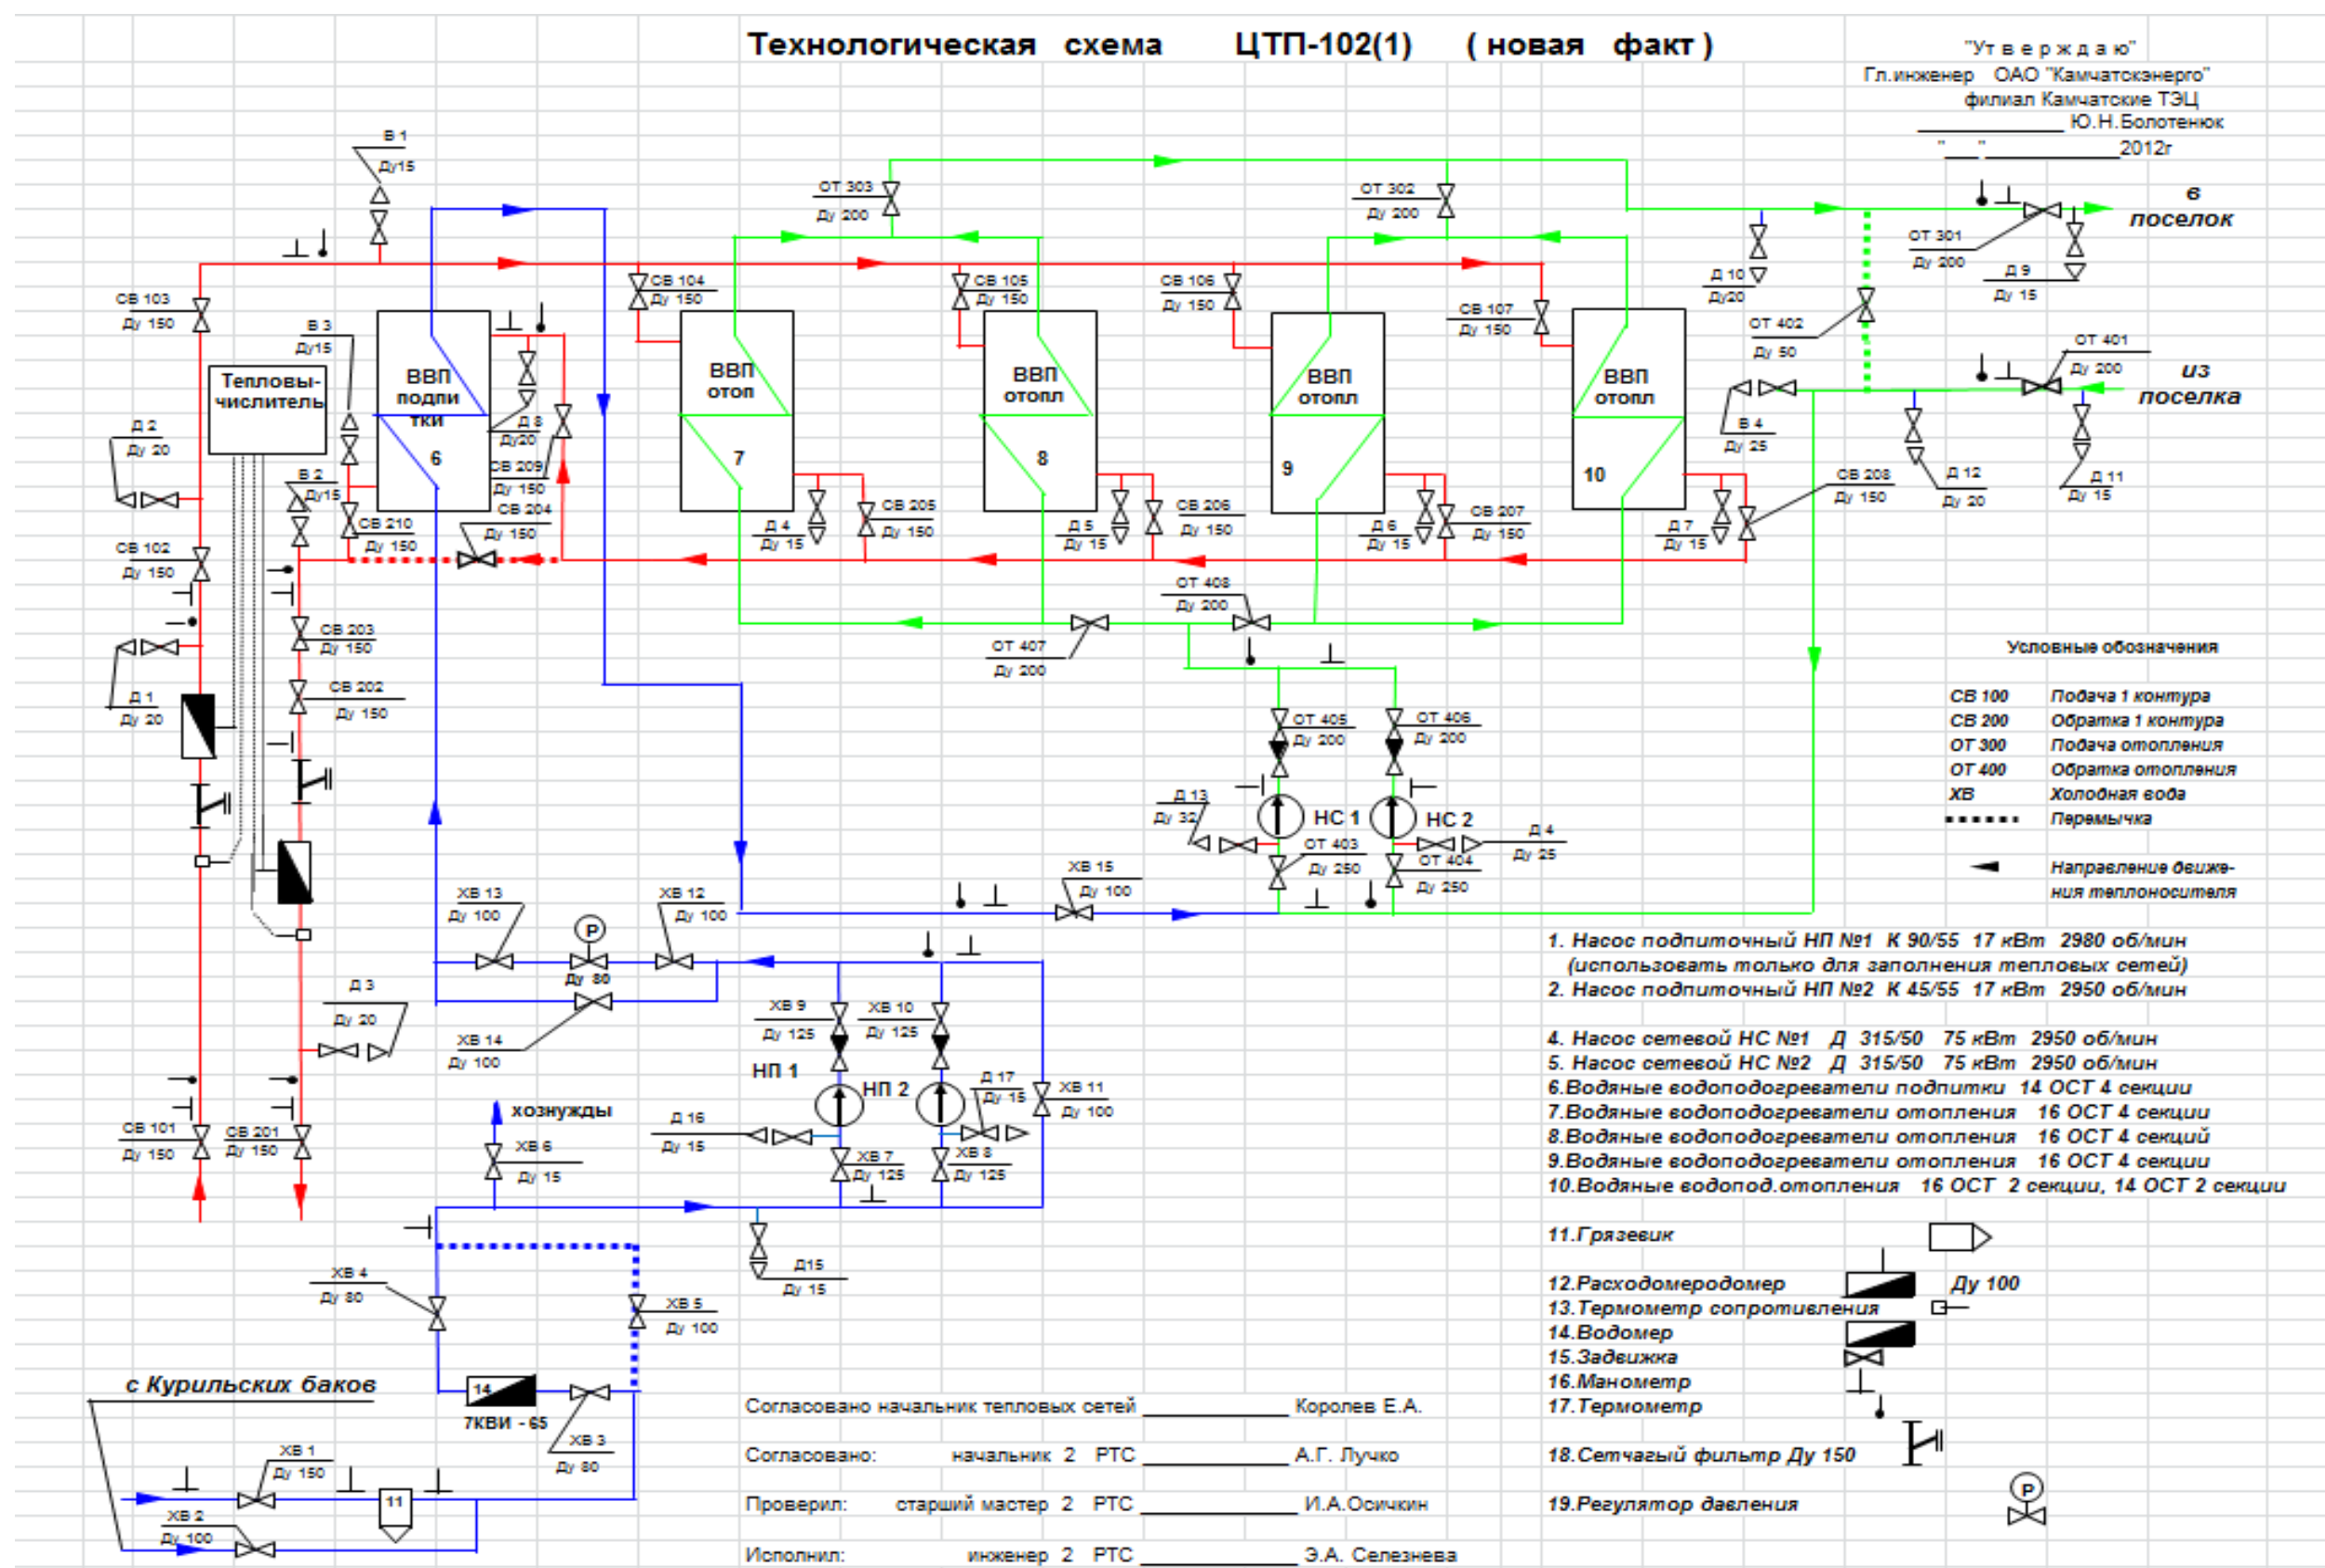 Технологическая схема ЦТП-102(1) ( новая факт )
"Ут в е р ж д а ю"
Гл.инженер ОАО "Камчатскэнерго"
филиал Камчатские ТЭЦ
Ю.Н.Болотенюк
"___"____________2012г
В 1
Ду15
ОТ 303
Ду 200
ОТ 302
Ду 200
в
поселок
ОТ 301
Ду 200
Д 10
Ду20
Д 9
Ду 15
СВ 103
Ду 150
СВ 104
Ду 150
СВ 105
Ду 150
СВ 106
Ду 150
СВ 107
Ду 150
В 3
Ду15
ОТ 402
Ду 50
ОТ 401
Ду 200
из
поселка
Тепловы-
числитель
ВВП
подпи
тки
6
ВВП
отоп
7
ВВП
отопл
8
ВВП
отопл
9
ВВП
отопл
10
Д 8
Ду20
СВ 209
Ду 150
В 4
Ду 25
Д 2
Ду 20
В 2
Ду15
СВ 204
Ду 150
СВ 210
Ду 150
Д 4
Ду 15
СВ 205
Ду 150
Д 5
Ду 15
СВ 206
Ду 150
Д 6
Ду 15
СВ 207
Ду 150
Д 7
Ду 15
СВ 208
Ду 150
Д 12
Ду 20
Д 11
Ду 15
СВ 102
Ду 150
ОТ 408
Ду 200
СВ 203
Ду 150
ОТ 407
Ду 200
СВ 202
Ду 150
Д 1
Ду 20
ОТ 405
Ду 200
ОТ 406
Ду 200
Д 13
Ду 32
НС 1
НС 2
Д 4
Ду 25
ОТ 403
Ду 250
ОТ 404
Ду 250
Условные обозначения
СВ 100 Подача 1 контура
СВ 200 Обратка 1 контура
ОТ 300 Подача отопления
ОТ 400 Обратка отопления
ХВ Холодная вода
Перемычка
Направление движе-
ния теплоносителя
ХВ 13
Ду 100
Р
Ду 80
ХВ 12
Ду 100
ХВ 15
Ду 100
Д 3
Ду 20
ХВ 14
Ду 100
ХВ 9
Ду 125
ХВ 10
Ду 125
НП 1
НП 2
Д 17
Ду 15
ХВ 11
Ду 100
Д 16
Ду 15
ХВ 7
Ду 125
ХВ 8
Ду 125
хознужды
ХВ 6
Ду 15
СВ 101
Ду 150
СВ 201
Ду 150
Д15
Ду 15
ХВ 4
Ду 80
ХВ 5
Ду 100
14
7КВИ - 65
ХВ 3
Ду 80
с Курильских баков
ХВ 1
Ду 150
11
ХВ 2
Ду 100
1. Насос подпиточный НП №1 К 90/55 17 кВт 2980 об/мин
(использовать только для заполнения тепловых сетей)
2. Насос подпиточный НП №2 К 45/55 17 кВт 2950 об/мин
4. Насос сетевой НС №1 Д 315/50 75 кВт 2950 об/мин
5. Насос сетевой НС №2 Д 315/50 75 кВт 2950 об/мин
6.Водяные водоподогреватели подпитки 14 ОСТ 4 секции
7.Водяные водоподогреватели отопления 16 ОСТ 4 секции
8.Водяные водоподогреватели отопления 16 ОСТ 4 секций
9.Водяные водоподогреватели отопления 16 ОСТ 4 секции
10.Водяные водопод.отопления 16 ОСТ 2 секции, 14 ОСТ 2 секции
11.Грязевик
12.Расходомеродомер Ду 100
13.Термометр сопротивления
14.Водомер
15.Задвижка
16.Манометр
17.Термометр
18.Сетчагый фильтр Ду 150
19.Регулятор давления
Р
Согласовано начальник тепловых сетей ___________ Королев Е.А.
Согласовано: начальник 2 РТС ___________ А.Г. Лучко
Проверил: старший мастер 2 РТС ___________ И.А.Осичкин
Исполнил: инженер 2 РТС ___________ Э.А. Селезнева